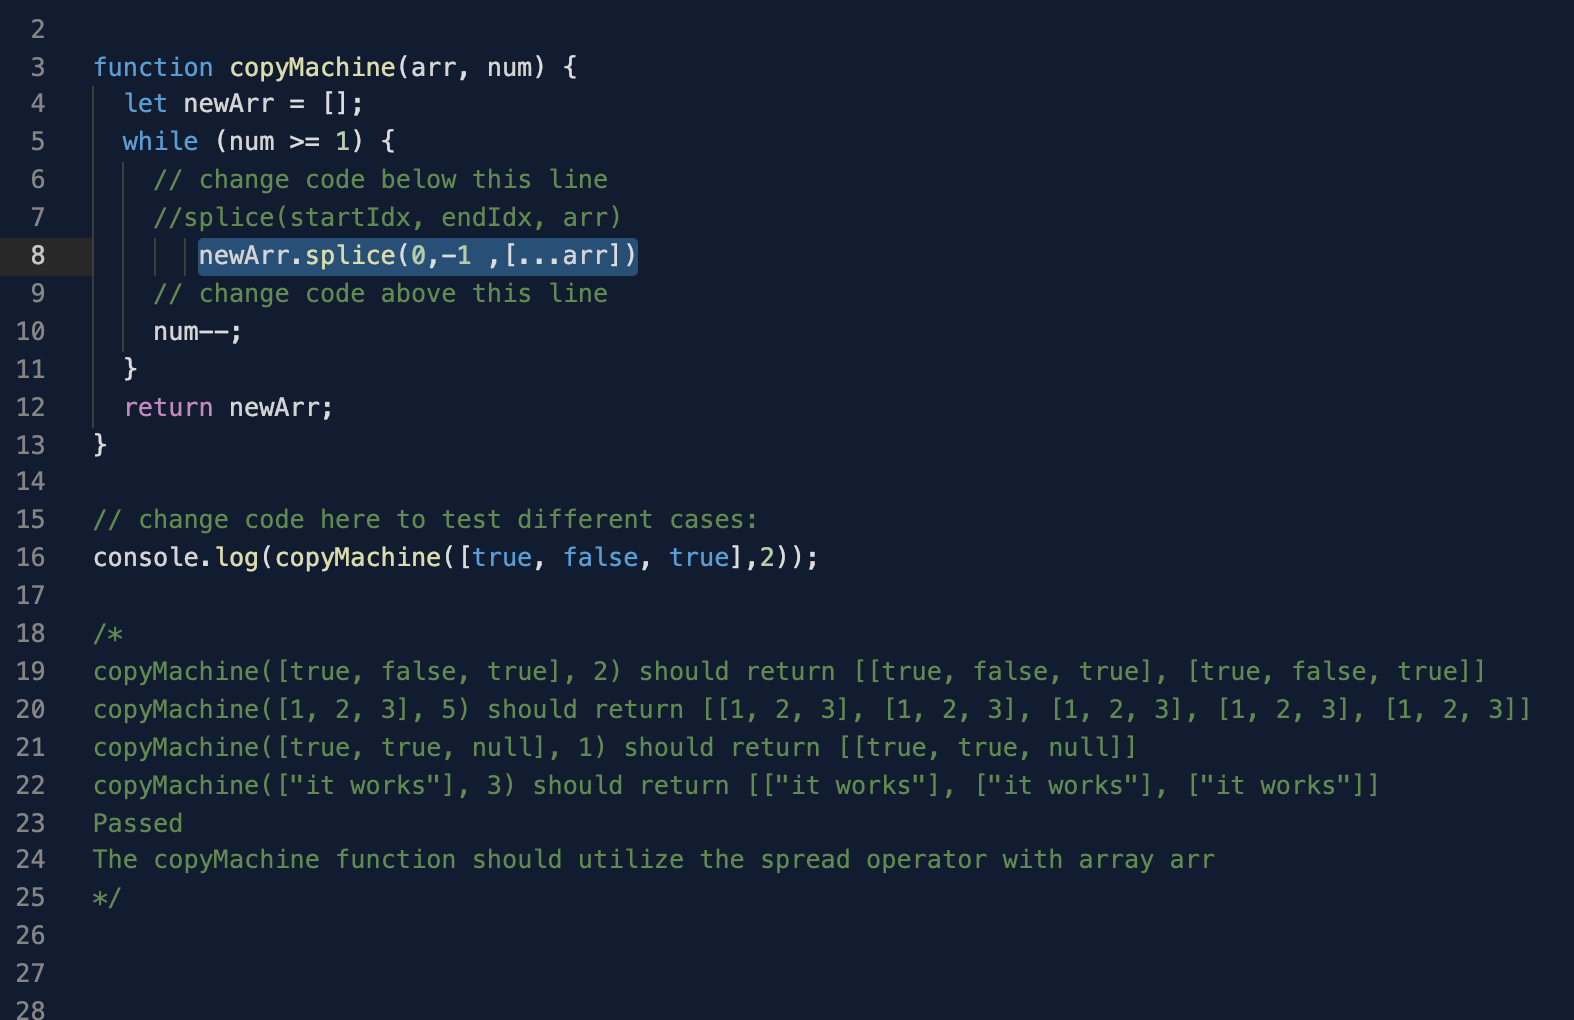 2
3 function copyMachine(arr, num) {
4 let newArr = [];
5 while (num >= 1) {
6 // change code below this line
7 //splice(startIdx, endIdx, arr)
8 newArr.splice(0,-1 ,[...arr])
9 // change code above this line
10 num--;
11 }
12 return newArr;
13 }
14
15 // change code here to test different cases:
16 console.log(copyMachine([true, false, true],2));
17
18 /*
19 copyMachine([true, false, true], 2) should return [[true, false, true], [true, false, true]]
20 copyMachine([1, 2, 3], 5) should return [[1, 2, 3], [1, 2, 3], [1, 2, 3], [1, 2, 3], [1, 2, 3]]
21 copyMachine([true, true, null], 1) should return [[true, true, null]]
22 copyMachine(["it works"], 3) should return [["it works"], ["it works"], ["it works"]]
23 Passed
24 The copyMachine function should utilize the spread operator with array arr
25 */
26
27
28